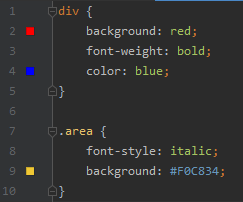 1 div {
2 background: red;
3 font-weight: bold;
4 color: blue;
5 }
6
7 .area {
8 font-style: italic;
9 background: #F0C834;
10 }